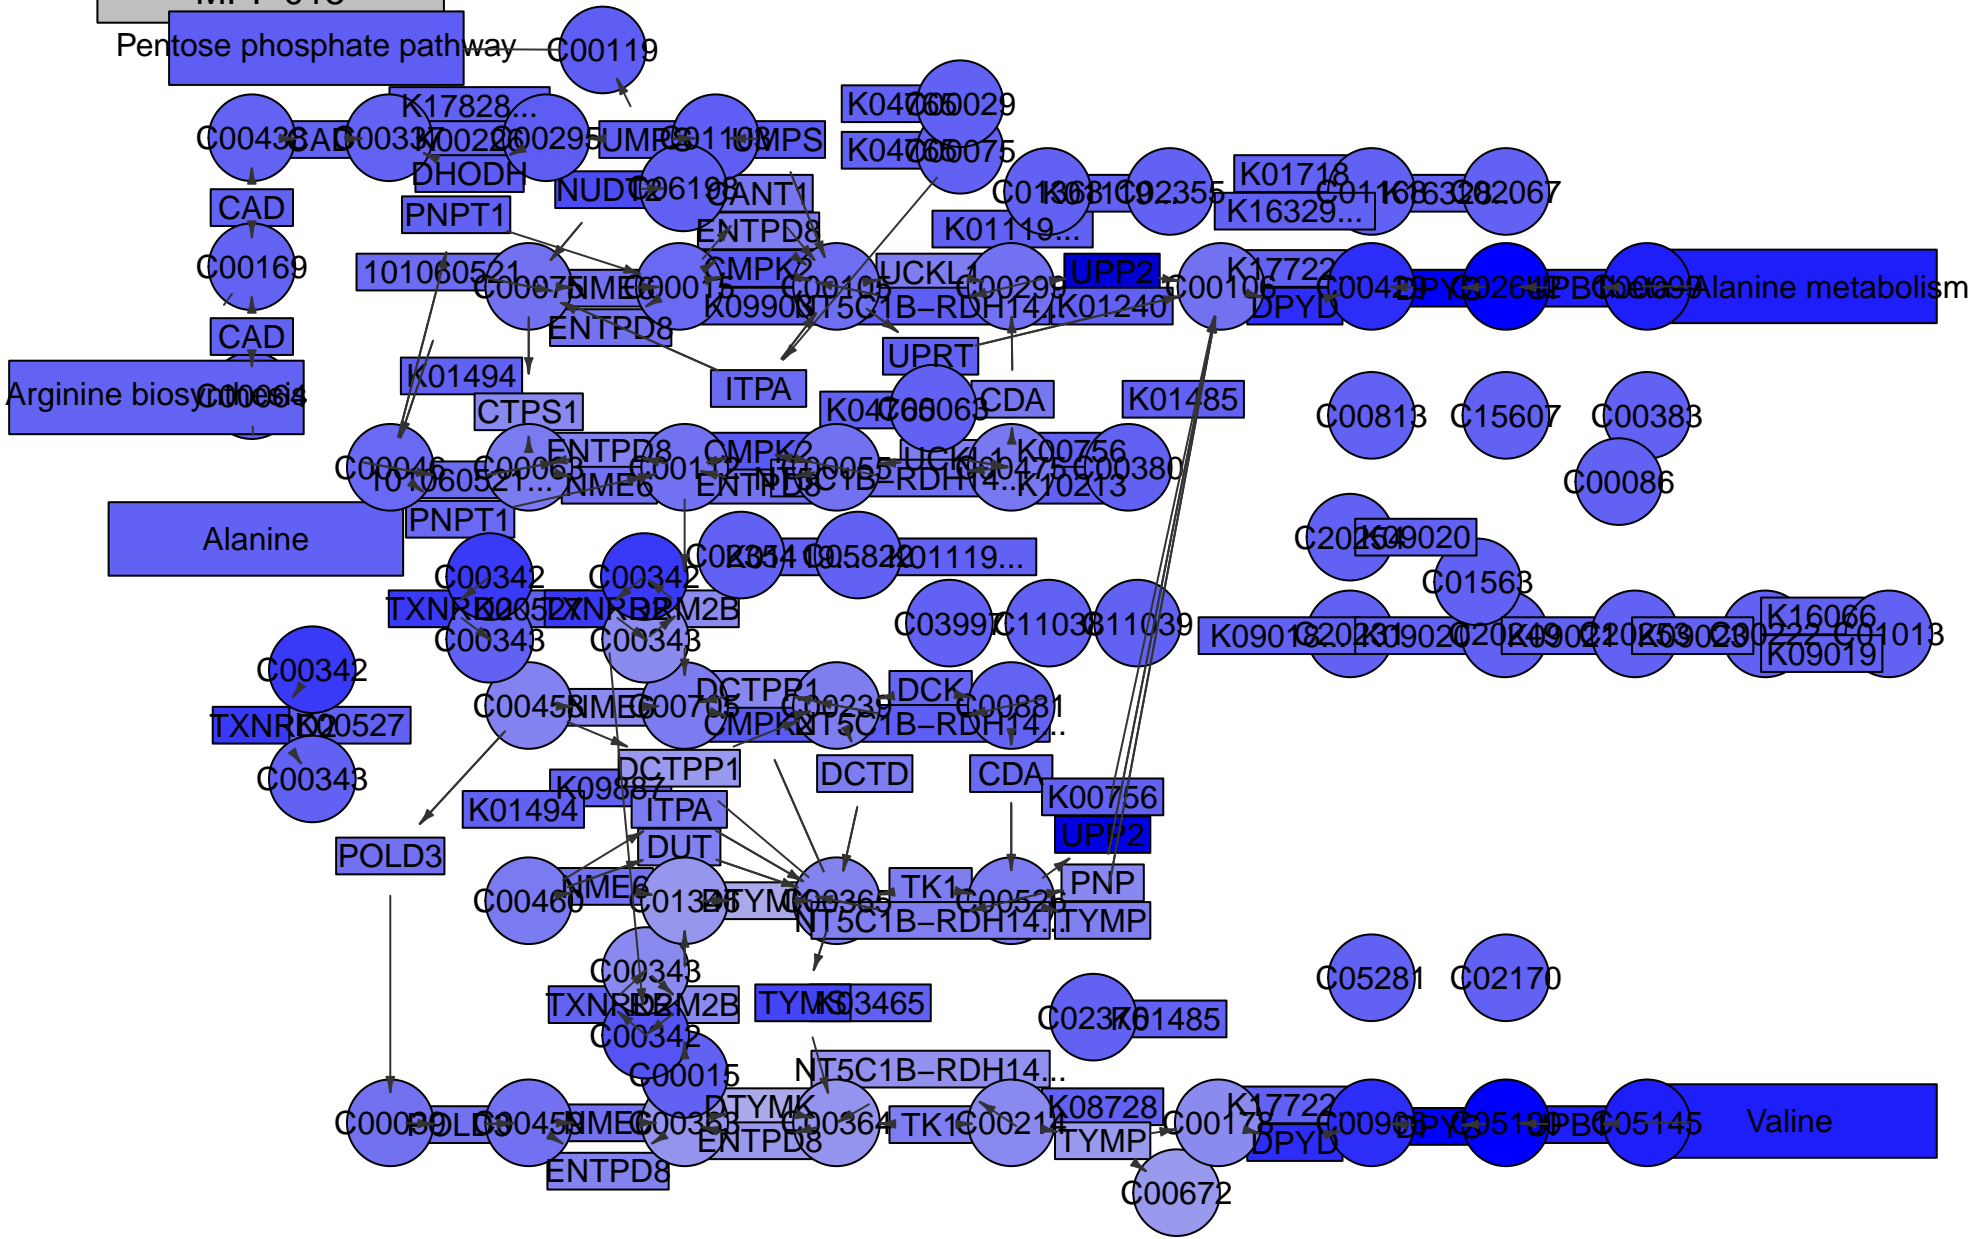 Pentose phosphate pathway
C00119
K17828...
K04765
C00029
C00438
CAD
C00337
K00226
C00295
UMPS
C01103
UMPS
K04765
C00075
DHODH
NUDT2
C06198
CANT1
C01368
K01119...
C02355
K01718
C01168
K16328...
C02067
CAD
PNPT1
ENTPD8
K01119...
K16329...
C00169
101060521
C00075
NME6
C00015
CMPK2
K09903
C00105
UCKL1
NT5C1B−RDH14...
C00299
UPP2
K01240
C00106
K17722...
DPYD
C00429
DPYS
C02642
UPB1
C00099
beta−Alanine metabolism
CAD
ENTPD8
UPRT
Arginine biosynthesis
C00064
K01494
ITPA
CTPS1
K04766
C00063
CDA
K01485
C00813
C15607
C00383
C00046
101060521...
C00063
ENTPD8
NME6
C00112
CMPK2
ENTPD8
C00055
NT5C1B−RDH14...
UCKL1
C00475
K00756
K10213
C00380
C00086
PNPT1
Alanine
C02354
K01119...
C05822
K01119...
C20254
K09020
C00342
C00342
C01563
TXNRD2
K00527
TXNRD2
RRM2B
C00343
C00343
C03997
C11038
C11039
K09018...
C20231
K09020
C20249
K09021
C20253
K09023
C00222
K16066
K09019
C01013
C00342
C00458
NME6
C00705
DCTPP1
CMPK2
C00239
DCK
NT5C1B−RDH14...
C00881
TXNRD2
K00527
C00343
DCTPP1
DCTD
CDA
K09887
K01494
ITPA
K00756
DUT
UPP2
POLD3
C00460
NME6
C01346
DTYMK
C00365
TK1
NT5C1B−RDH14...
C00526
PNP
TYMP
C00343
TXNRD2
RRM2B
TYMS
K03465
C02376
K01485
C05281
C02170
C00342
C00015
NT5C1B−RDH14...
C00039
POLD3
C00459
NME6
C00363
DTYMK
ENTPD8
C00364
TK1
C00214
K08728
TYMP
C00178
K17722...
DPYD
C00906
DPYS
C05100
UPB1
C05145
Valine
ENTPD8
C00672